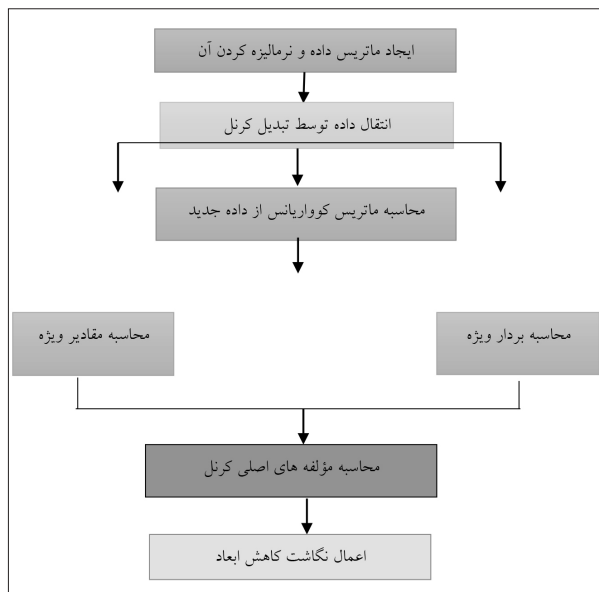 ایجاد ماتریس داده و نرمالیزه کردن آن
انتقال داده توسط تبدیل کرنل
محاسبه ماتریس کوواریانس از داده جدید
محاسبه بردار ویژه
محاسبه مقادیر ویژه
محاسبه مؤلفه های اصلی کرنل
اعمال نگاشت کاهش ابعاد